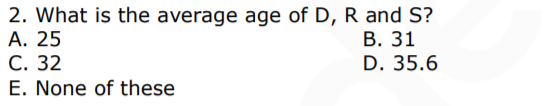 2. What is the average age of D, R and S?
A. 25 B. 31
C. 32 D. 35.6
E. None of these